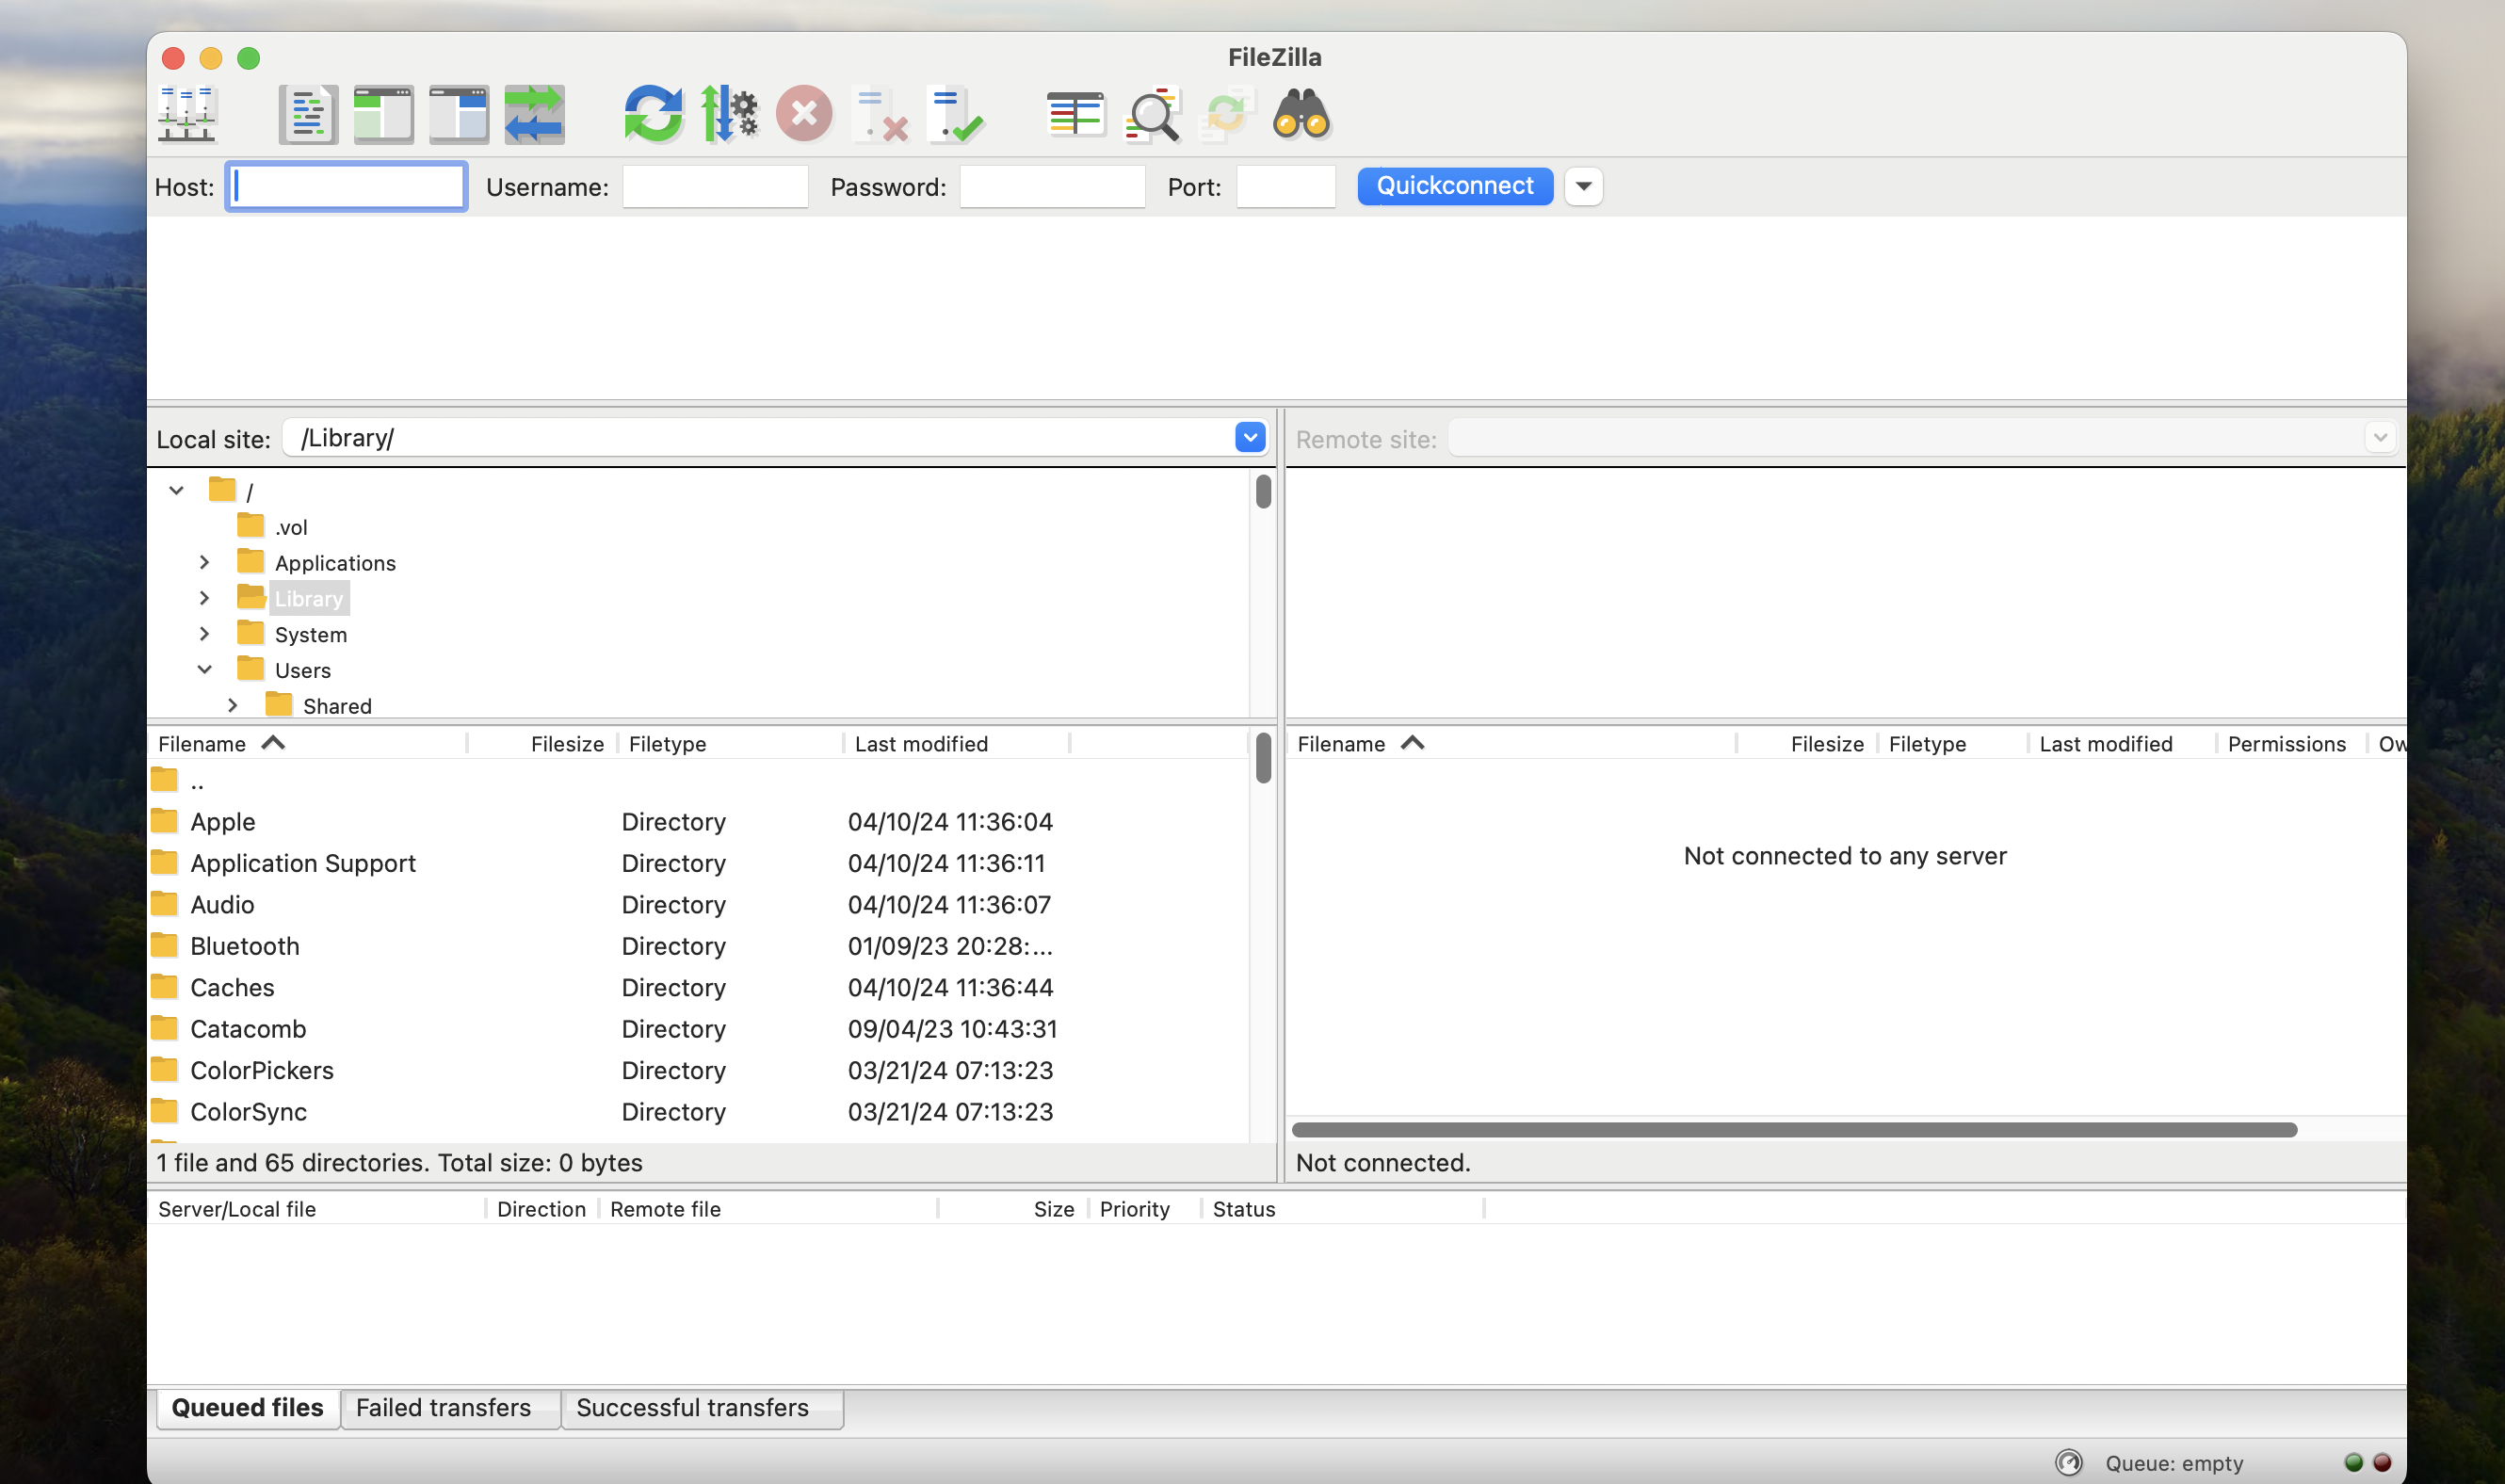 FileZilla
Host: Username: Password: Port: Quickconnect
Local site: /Library/
Remote site:
/
.vol
Applications
Library
System
Users
Shared
Filename Filesize Filetype Last modified
..
Apple Directory 04/10/24 11:36:04
Application Support Directory 04/10/24 11:36:11
Audio Directory 04/10/24 11:36:07
Bluetooth Directory 01/09/23 20:28:...
Caches Directory 04/10/24 11:36:44
Catacomb Directory 09/04/23 10:43:31
ColorPickers Directory 03/21/24 07:13:23
ColorSync Directory 03/21/24 07:13:23
1 file and 65 directories. Total size: 0 bytes
Filename Filesize Filetype Last modified Permissions Ow
Not connected to any server
Not connected.
Server/Local file Direction Remote file Size Priority Status
Queued files Failed transfers Successful transfers
Queue: empty